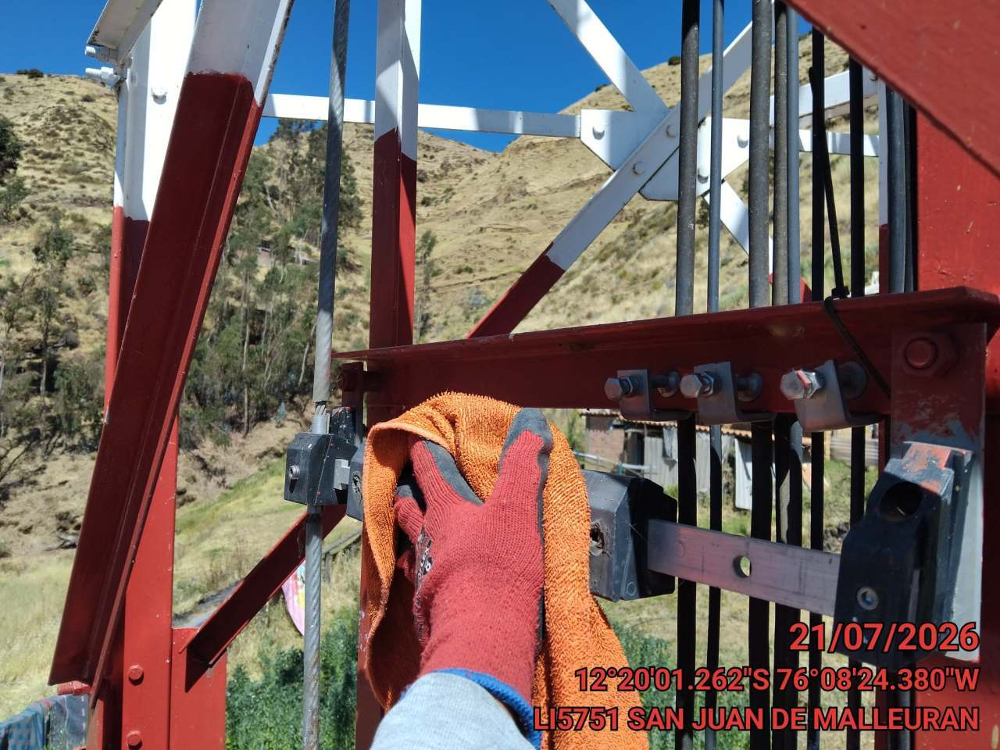 21/07/2026
12°20'01.262"S 76°08'24.380"W
LI5751 SAN JUAN DE MALLEURAN